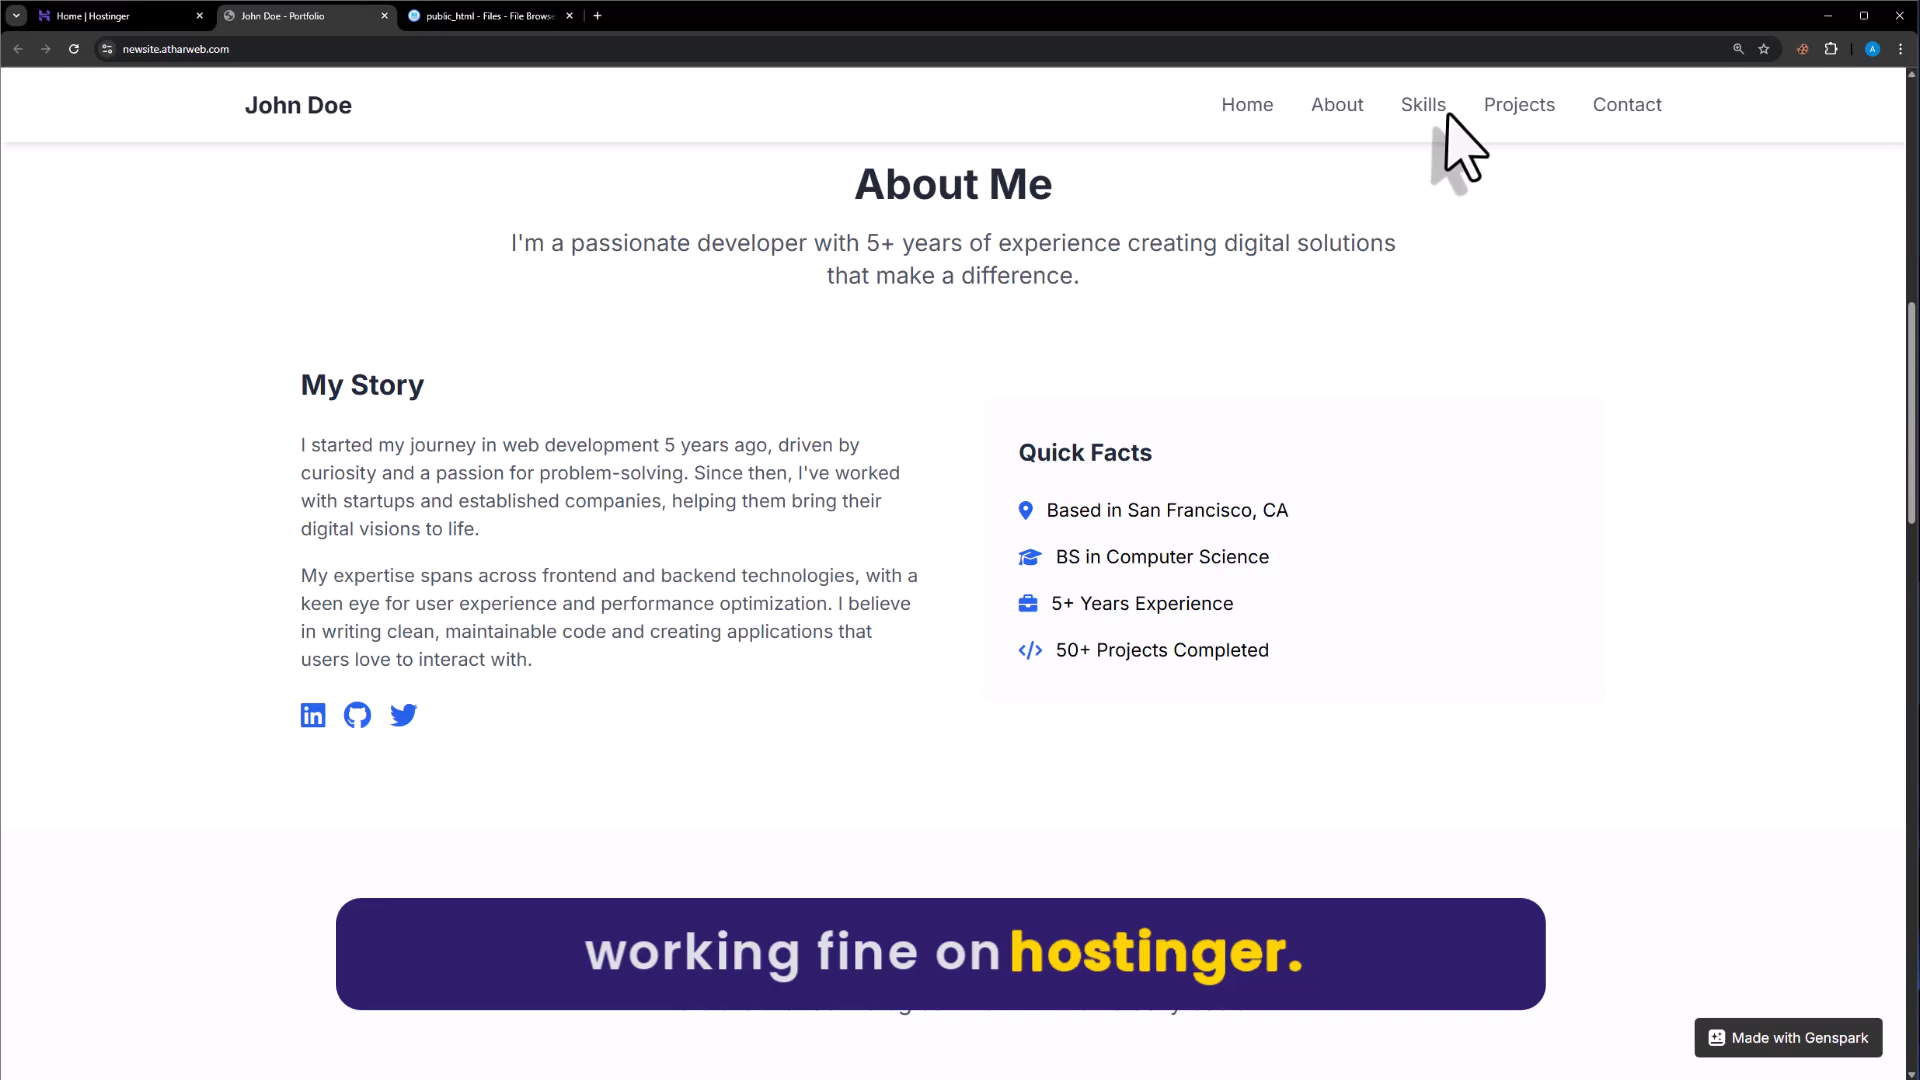 Home | Hostinger
John Doe - Portfolio
public_html - Files - File Browse
newsite.atharweb.com
A
John Doe
Home
About
Skills
Projects
Contact
About Me
I'm a passionate developer with 5+ years of experience creating digital solutions
that make a difference.
My Story
I started my journey in web development 5 years ago, driven by
curiosity and a passion for problem-solving. Since then, I've worked
with startups and established companies, helping them bring their
digital visions to life.
My expertise spans across frontend and backend technologies, with a
keen eye for user experience and performance optimization. I believe
in writing clean, maintainable code and creating applications that
users love to interact with.
Quick Facts
Based in San Francisco, CA
BS in Computer Science
5+ Years Experience
50+ Projects Completed
working fine on hostinger.
Made with Genspark